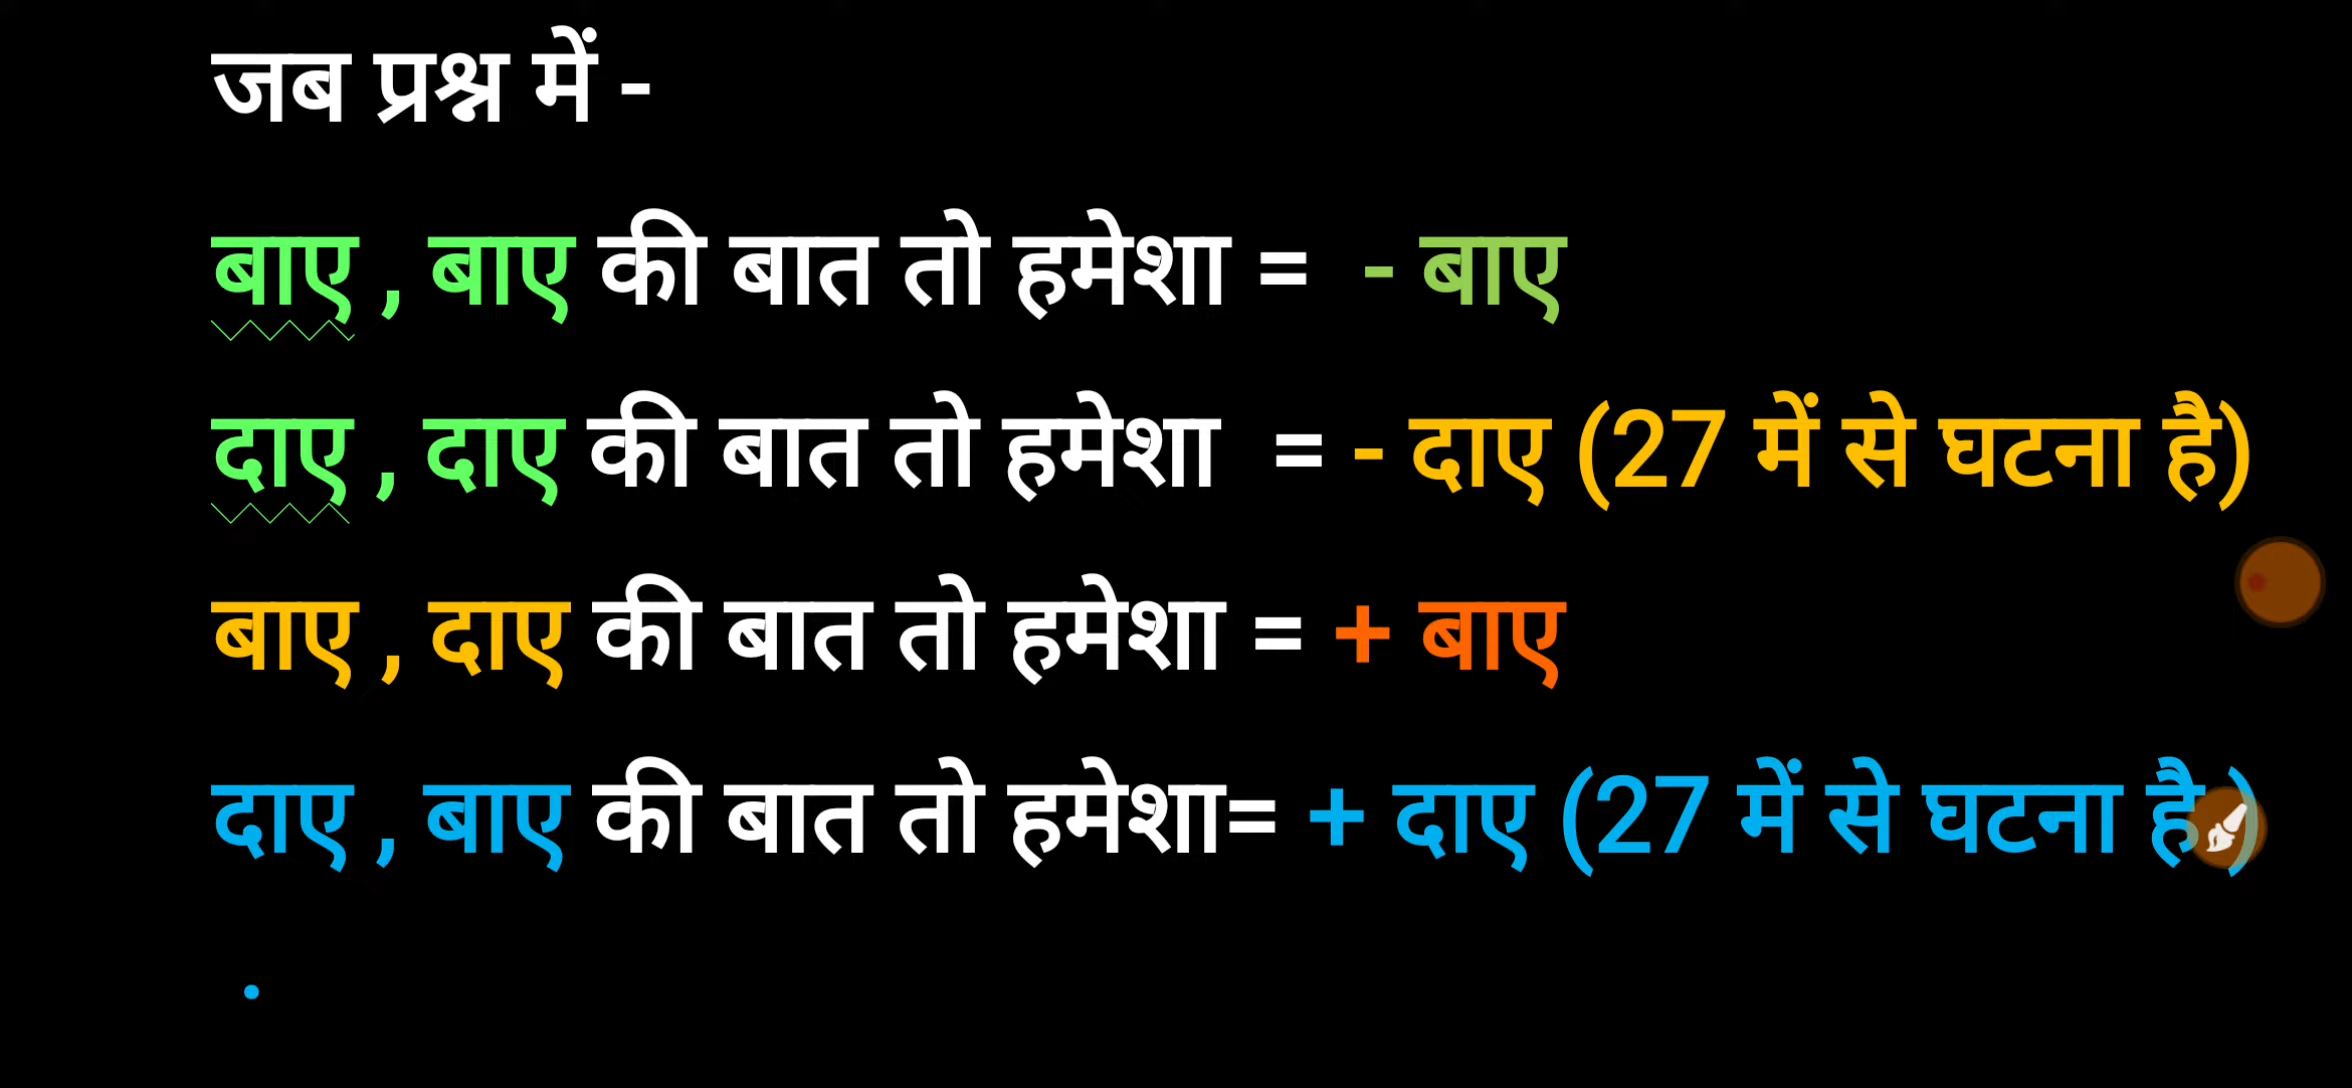 जब प्रश्न में -
बाए , बाए की बात तो हमेशा = - बाए
दाए , दाए की बात तो हमेशा = - दाए (27 में से घटना है)
बाए , दाए की बात तो हमेशा = + बाए
दाए , बाए की बात तो हमेशा= + दाए (27 में से घटना है )
.